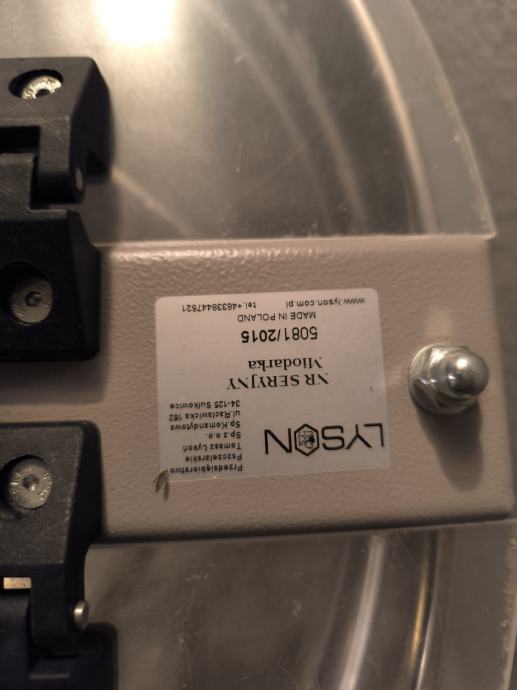 LYSON
Przedsiębiorstwo
Pszczelarskie
Tomasz Łysoń
Sp.z.o.o.
Sp.Komandytowa
ul.Racławicka 162
34-125 Sułkowice
NR SERYJNY
Miodarka
5081/2015
MADE IN POLAND
www.lyson.com.pl tel.+48338447521